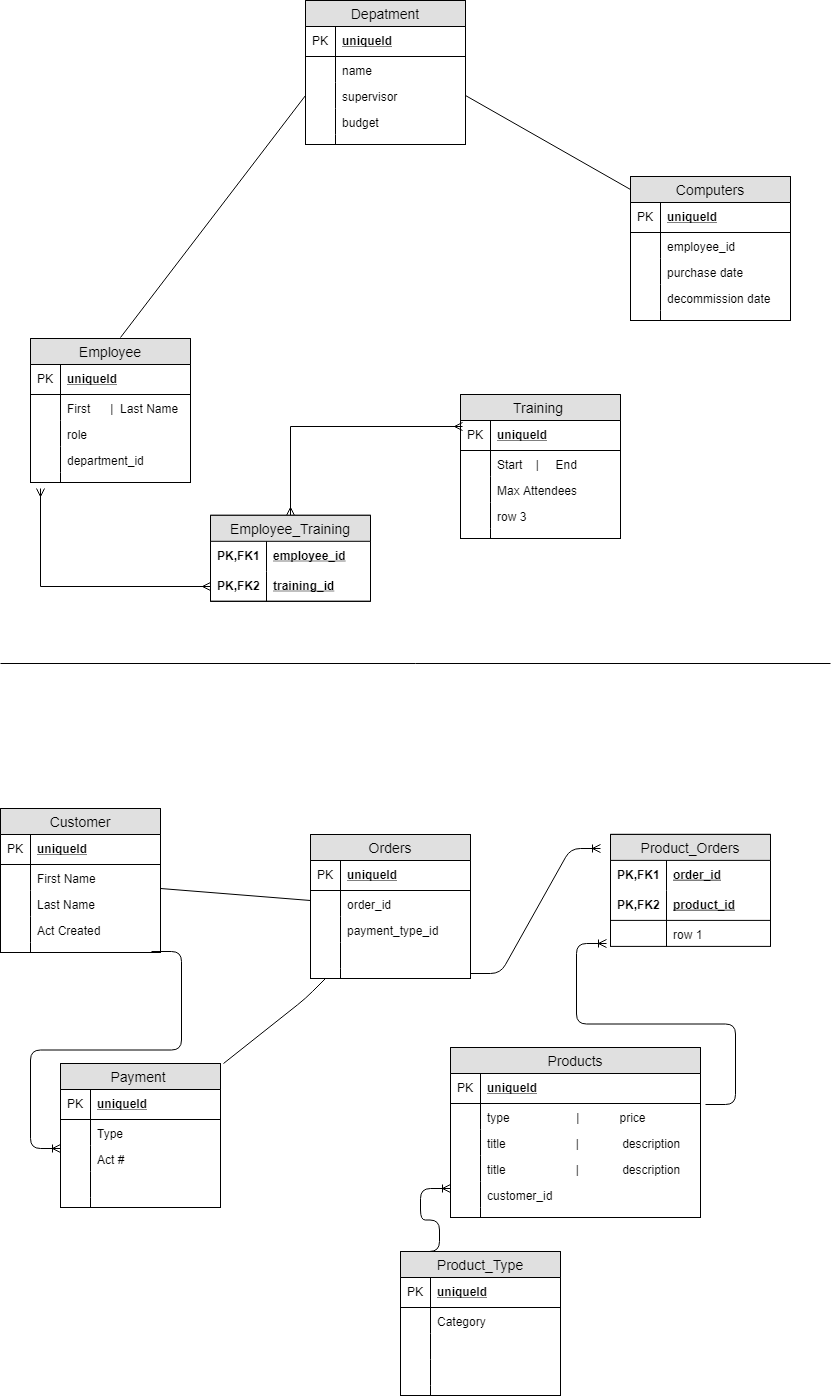 Depatment
PK uniqueId
name
supervisor
budget
Computers
PK uniqueId
employee_id
purchase date
decommission date
Employee
PK uniqueId
First | Last Name
role
department_id
Training
PK uniqueId
Start | End
Max Attendees
row 3
Employee_Training
PK,FK1 employee_id
PK,FK2 training_id
Customer
PK uniqueId
First Name
Last Name
Act Created
Orders
PK uniqueId
order_id
payment_type_id
Product_Orders
PK,FK1 order_id
PK,FK2 product_id
row 1
Payment
PK uniqueId
Type
Act #
Products
PK uniqueId
type | price
title | description
title | description
customer_id
Product_Type
PK uniqueId
Category